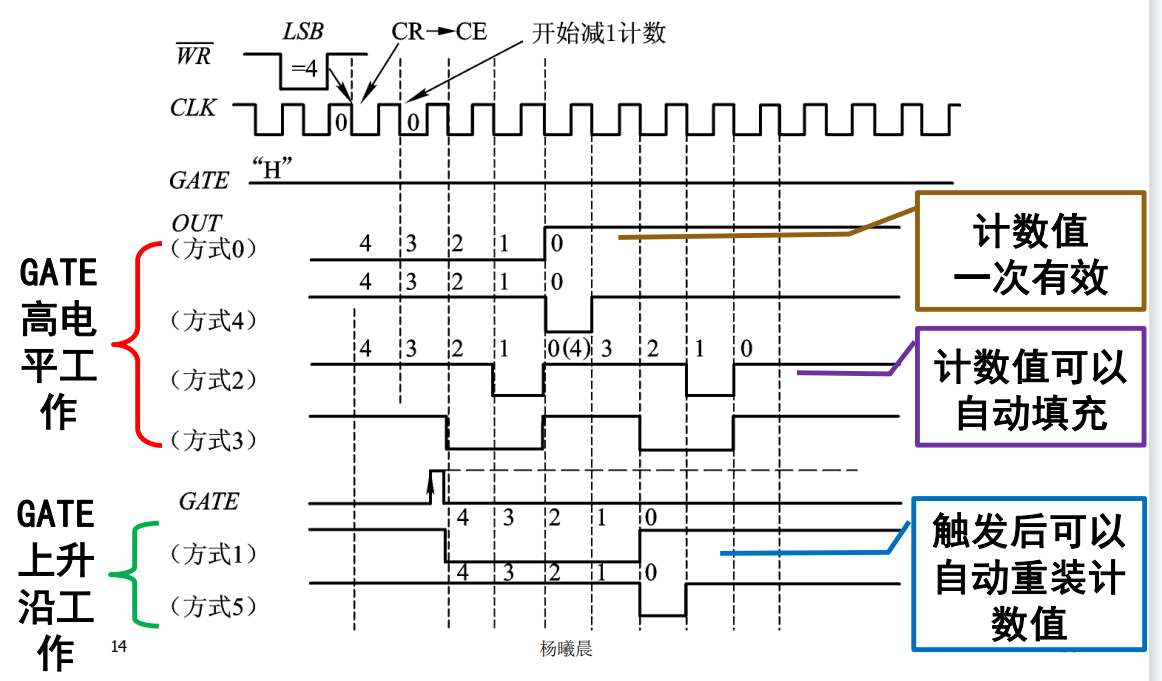 LSB
CR→CE
开始减1计数
WR
=4
CLK
0
0
GATE
“H”
OUT
（方式0）
4 3 2 1 0
4 3 2 1 0
（方式4）
4 3 2 1 0(4) 3 2 1 0
（方式2）
（方式3）
GATE
4 3 2 1 0
（方式1）
4 3 2 1 0
（方式5）
GATE
高电
平工
作
GATE
上升
沿工
作
计数值
一次有效
计数值可以
自动填充
触发后可以
自动重装计
数值
14
杨曦晨